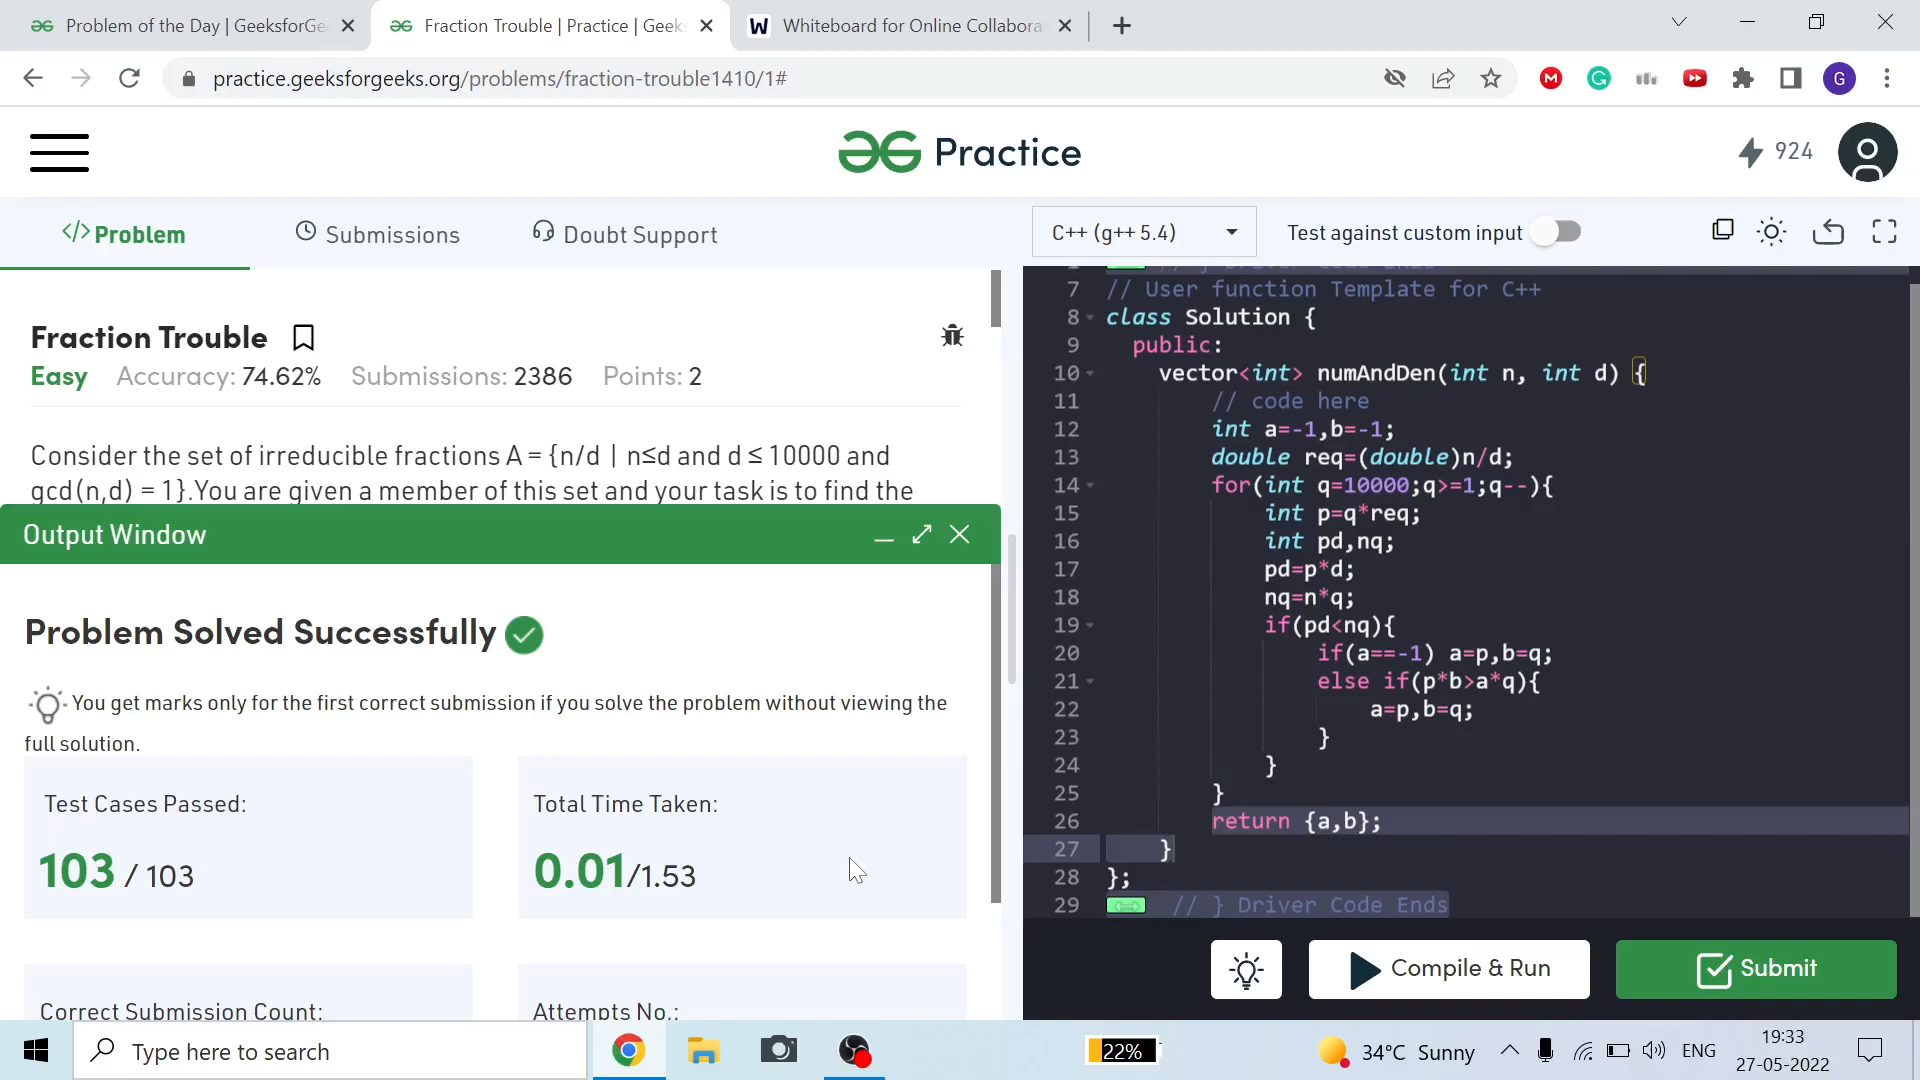 Problem of the Day | GeeksforGe
Fraction Trouble | Practice | Geek
Whiteboard for Online Collabora
practice.geeksforgeeks.org/problems/fraction-trouble1410/1#
G
Practice
924
</> Problem
Submissions
Doubt Support
C++ (g++ 5.4)
Test against custom input
Fraction Trouble
Easy Accuracy: 74.62% Submissions: 2386 Points: 2
Consider the set of irreducible fractions A = {n/d | n≤d and d ≤ 10000 and
gcd(n,d) = 1}.You are given a member of this set and your task is to find the
Output Window
Problem Solved Successfully
You get marks only for the first correct submission if you solve the problem without viewing the
full solution.
Test Cases Passed:
103 / 103
Total Time Taken:
0.01/1.53
Correct Submission Count:
Attempts No.:
7 // User function Template for C++
8 class Solution {
9 public:
10 vector<int> numAndDen(int n, int d) {
11 // code here
12 int a=-1,b=-1;
13 double req=(double)n/d;
14 for(int q=10000;q>=1;q--){
15 int p=q*req;
16 int pd,nq;
17 pd=p*d;
18 nq=n*q;
19 if(pd<nq){
20 if(a==-1) a=p,b=q;
21 else if(p*b>a*q){
22 a=p,b=q;
23 }
24 }
25 }
26 return {a,b};
27 }
28 };
29 // } Driver Code Ends
Compile & Run
Submit
Type here to search
22%
34°C Sunny
ENG
19:33
27-05-2022